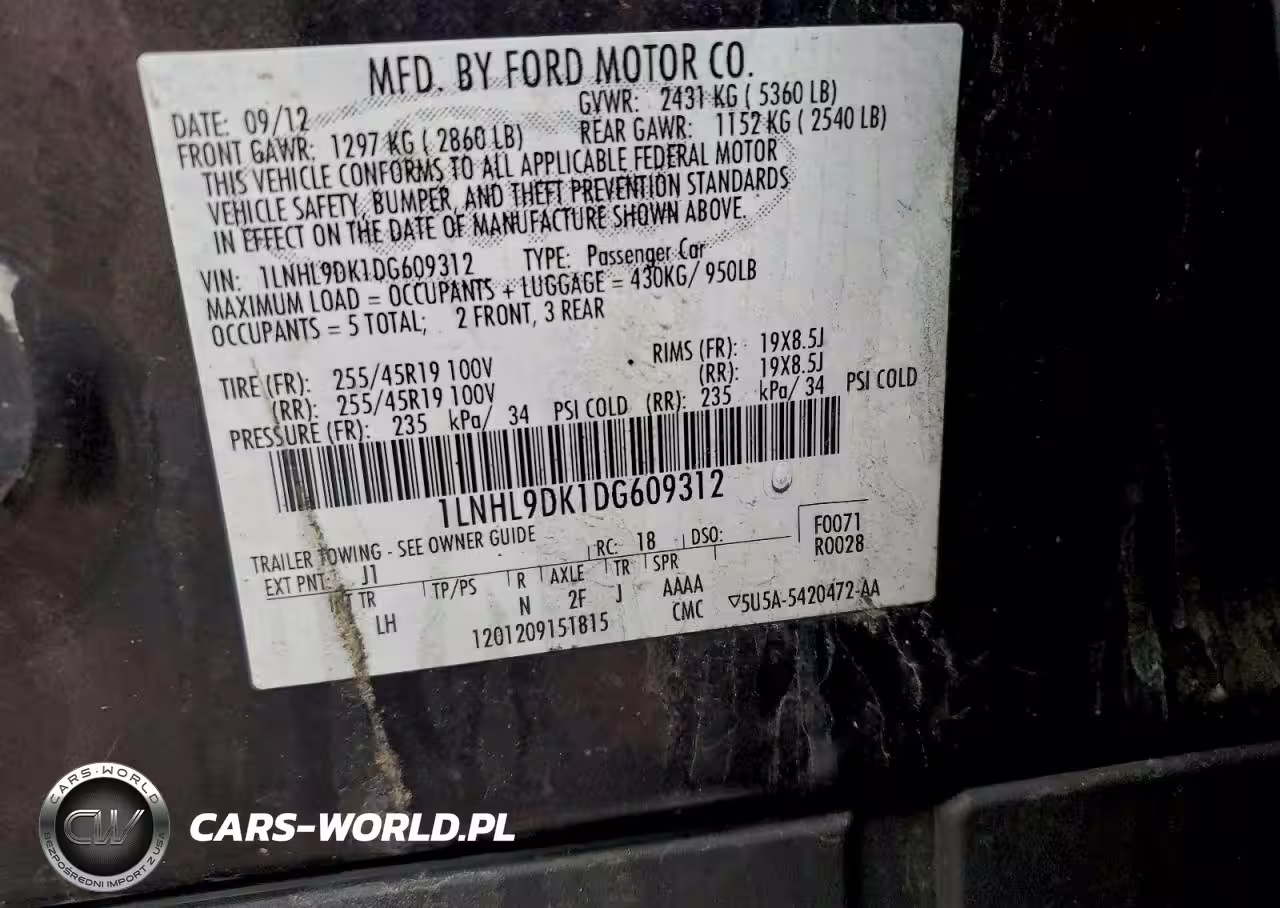 MFD. BY FORD MOTOR CO.
DATE: 09/12 GVWR: 2431 KG ( 5360 LB)
FRONT GAWR: 1297 KG ( 2860 LB) REAR GAWR: 1152 KG ( 2540 LB)
THIS VEHICLE CONFORMS TO ALL APPLICABLE FEDERAL MOTOR
VEHICLE SAFETY, BUMPER, AND THEFT PREVENTION STANDARDS
IN EFFECT ON THE DATE OF MANUFACTURE SHOWN ABOVE.
VIN: 1LNHL9DK1DG609312 TYPE: Passenger Car
MAXIMUM LOAD = OCCUPANTS + LUGGAGE = 430KG/ 950LB
OCCUPANTS = 5 TOTAL; 2 FRONT, 3 REAR
TIRE (FR): 255/45R19 100V RIMS (FR): 19X8.5J
(RR): 255/45R19 100V (RR): 19X8.5J
PRESSURE (FR): 235 kPa/ 34 PSI COLD (RR): 235 kPa/ 34 PSI COLD
1LNHL9DK1DG609312
TRAILER TOWING - SEE OWNER GUIDE
EXT PNT: J1 RC: 18 DSO: F0071
R0028
TR TP/PS R AXLE TR SPR
LH N 2F J AAAA
1201209151815 CMC ▽5U5A-5420472-AA
CARS-WORLD
CW
BEZPOŚREDNI IMPORT Z USA
CARS-WORLD.PL